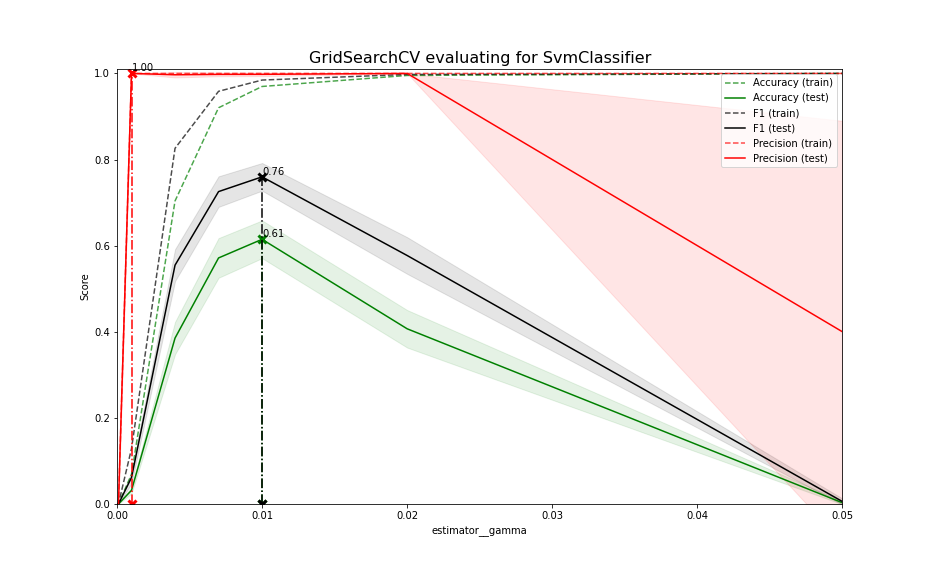 GridSearchCV evaluating for SvmClassifier
1.00
1.0
Accuracy (train)
Accuracy (test)
F1 (train)
F1 (test)
Precision (train)
Precision (test)
0.8
0.76
0.6
0.61
Score
0.4
0.2
0.0
0.00 0.01 0.02 0.03 0.04 0.05
estimator__gamma